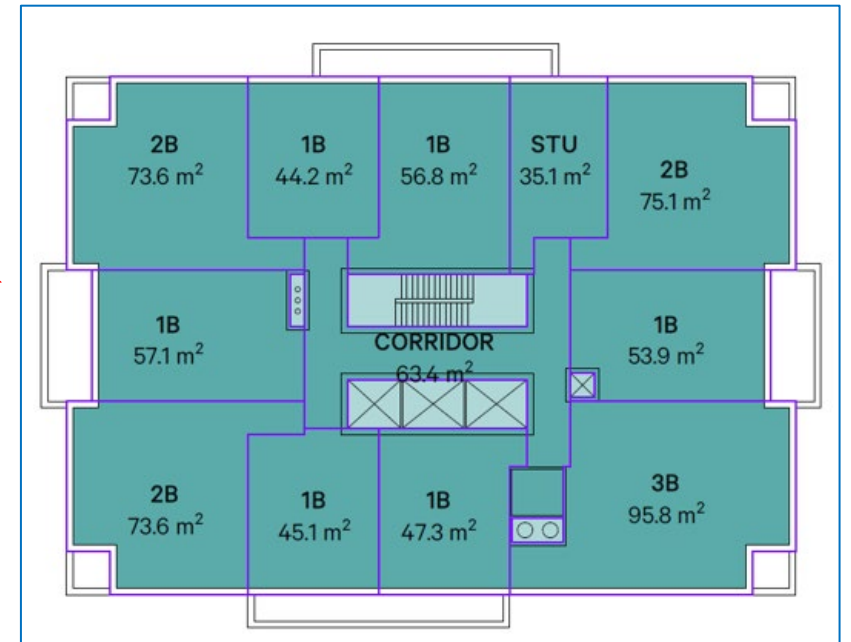 2B
73.6 m²
1B
44.2 m²
1B
56.8 m²
STU
35.1 m²
2B
75.1 m²
1B
57.1 m²
CORRIDOR
63.4 m²
1B
53.9 m²
2B
73.6 m²
1B
45.1 m²
1B
47.3 m²
3B
95.8 m²